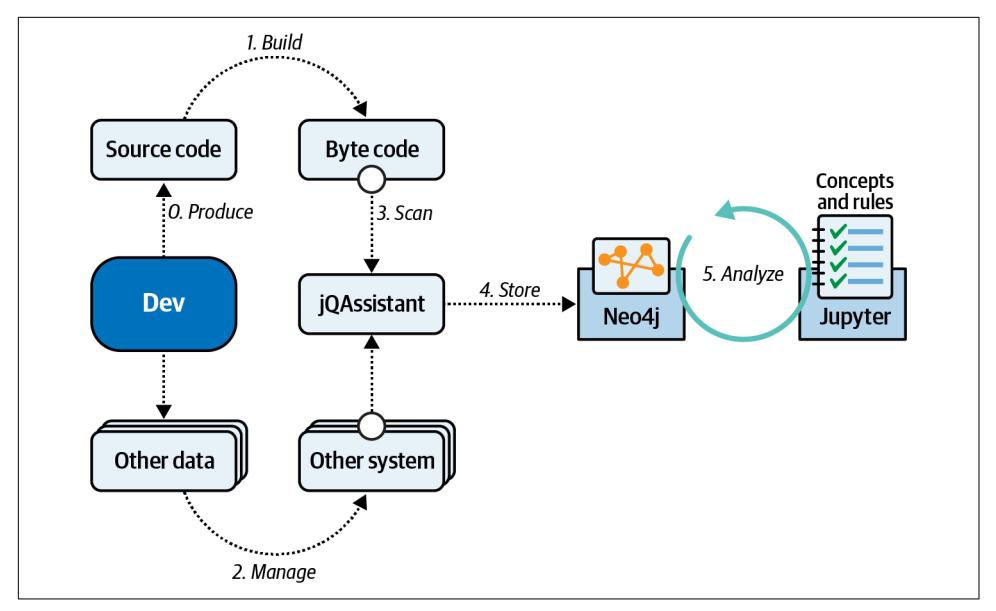 1. Build
Source code
Byte code
0. Produce
3. Scan
Concepts
and rules
Dev
jQAssistant
4. Store
Neo4j
5. Analyze
Jupyter
Other data
Other system
2. Manage